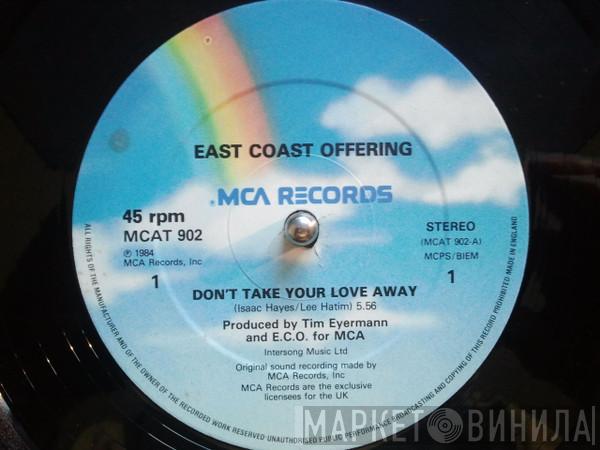 EAST COAST OFFERING
MCA RECORDS
45 rpm
MCAT 902
℗ 1984
MCA Records, Inc
1
STEREO
(MCAT 902-A)
MCPS/BIEM
1
DON'T TAKE YOUR LOVE AWAY
(Isaac Hayes/Lee Hatim) 5.56
Produced by Tim Eyermann
and E.C.O. for MCA
Intersong Music Ltd
Original sound recording made by
MCA Records, Inc
MCA Records are the exclusive
licensees for the UK
ALL RIGHTS OF THE MANUFACTURER AND OF THE OWNER OF THE RECORDED WORK RESERVED UNAUTHORISED PUBLIC PERFORMANCE BROADCASTING AND COPYING OF THIS RECORD PROHIBITED MADE IN ENGLAND
МАРКЕТ ВИНИЛА